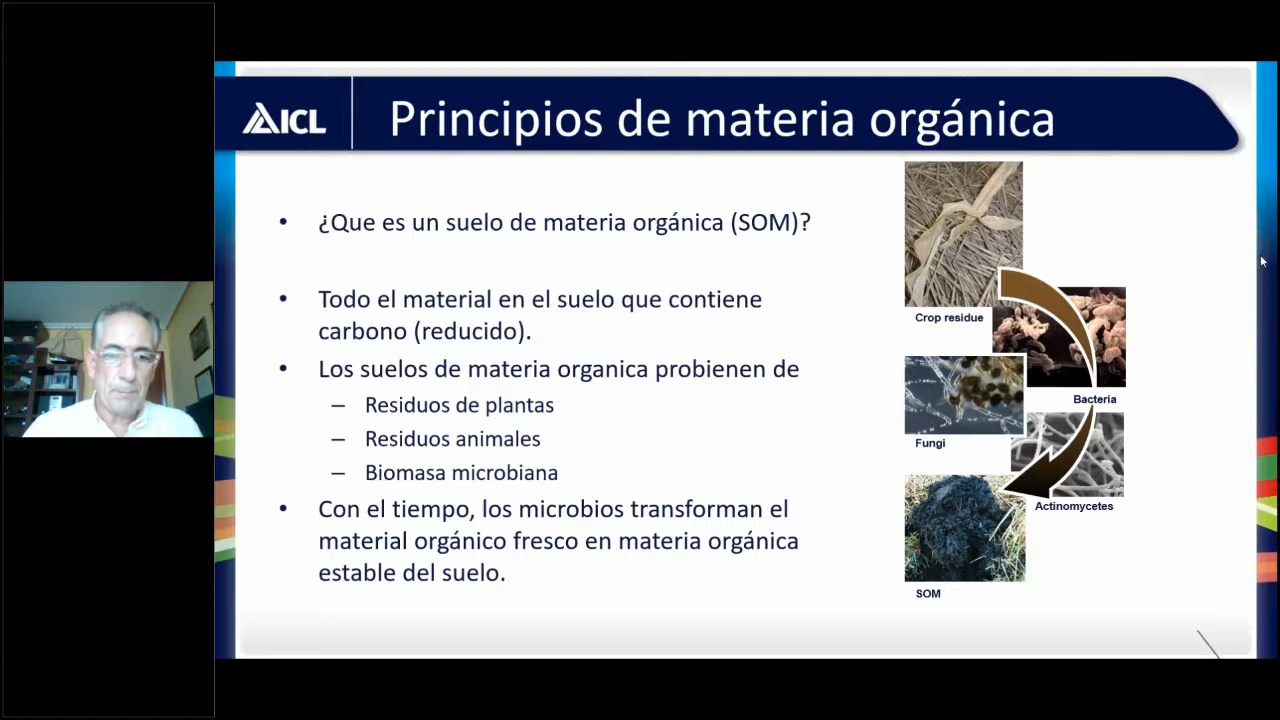 ICL
Principios de materia orgánica
¿Que es un suelo de materia orgánica (SOM)?
Todo el material en el suelo que contiene
carbono (reducido).
Los suelos de materia organica probienen de
– Residuos de plantas
– Residuos animales
– Biomasa microbiana
Con el tiempo, los microbios transforman el
material orgánico fresco en materia orgánica
estable del suelo.
Crop residue
Bacteria
Fungi
Actinomycetes
SOM